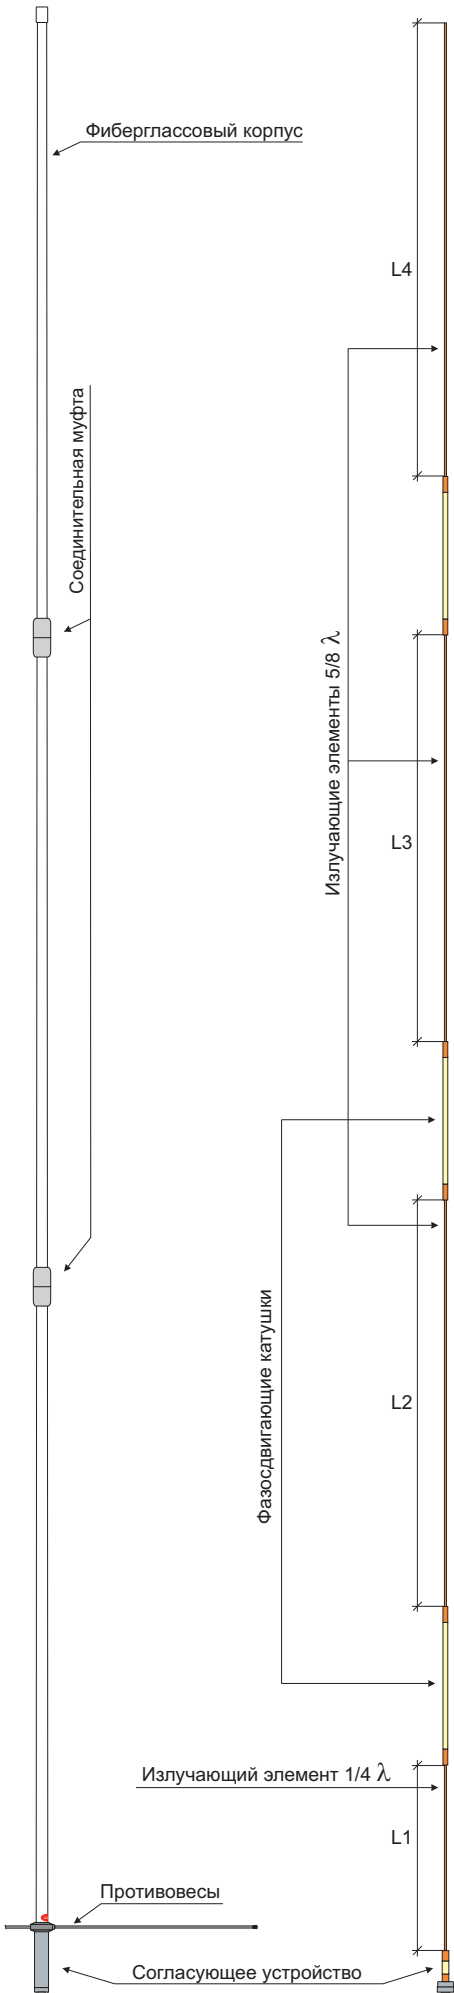 Фиберглассовый корпус
L4
Соединительная муфта
Излучающие элементы 5/8 λ
L3
Фазосдвигающие катушки
L2
Излучающий элемент 1/4 λ
L1
Противовесы
Согласующее устройство